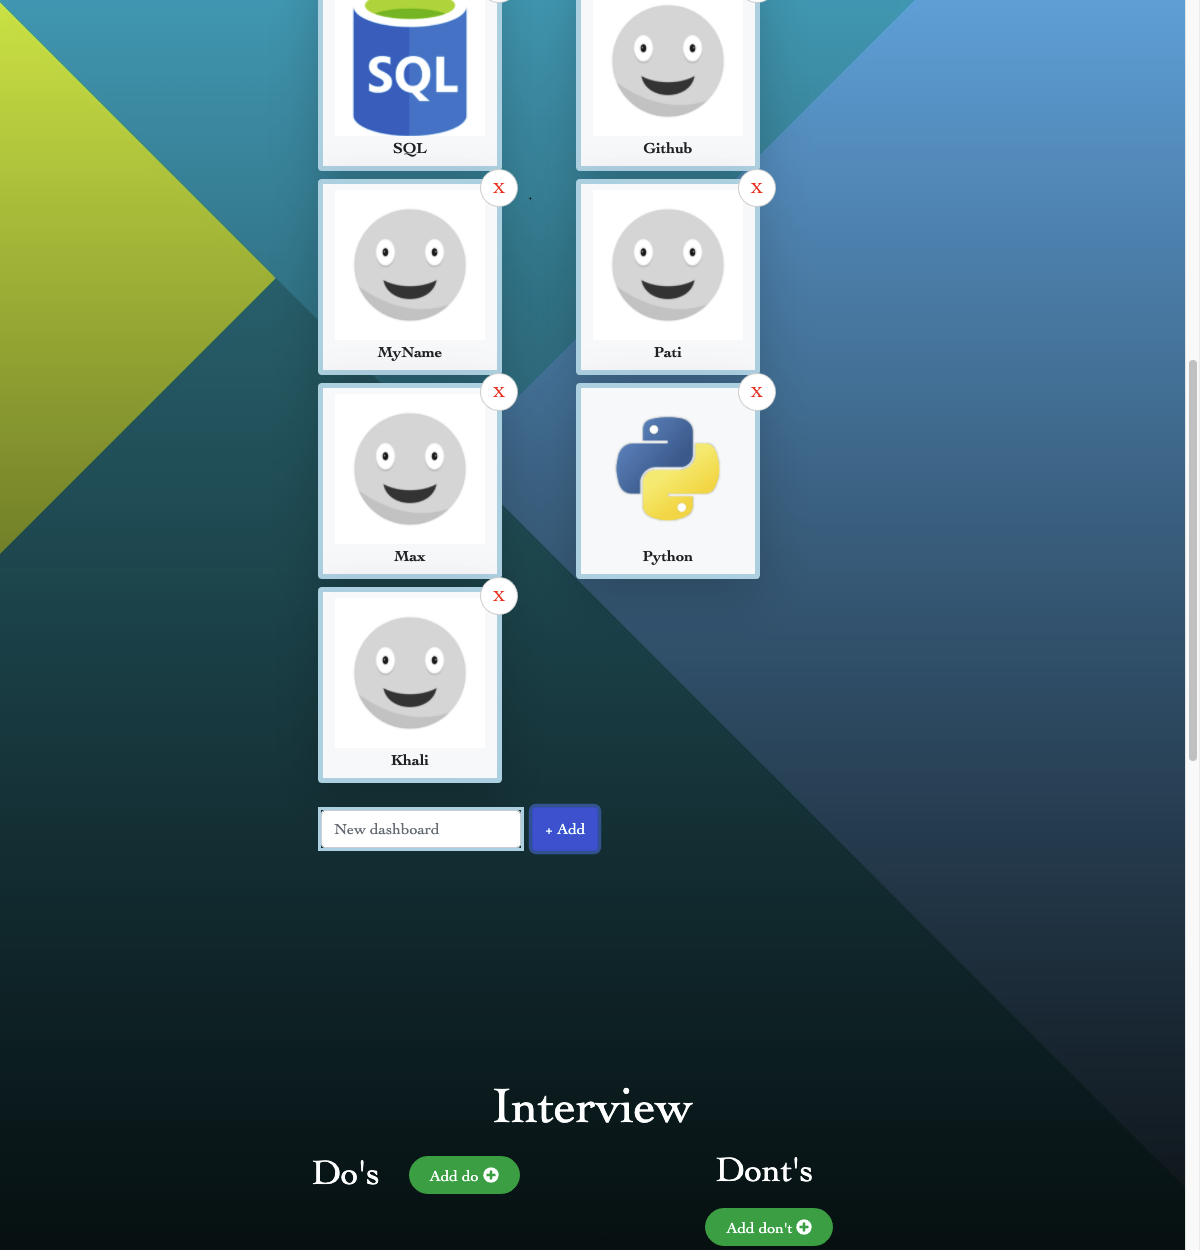 SQL
SQL
Github
X
X
MyName
Pati
X
X
Max
Python
X
Khali
New dashboard
+ Add
Interview
Do's
Add do
Dont's
Add don't